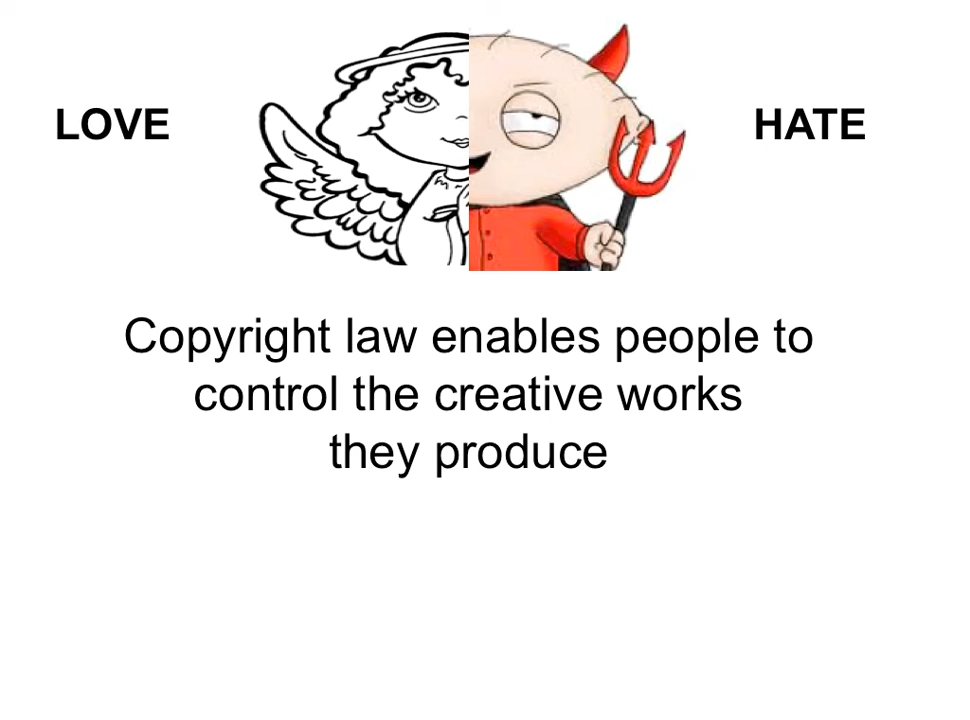 LOVE
HATE
Copyright law enables people to
control the creative works
they produce